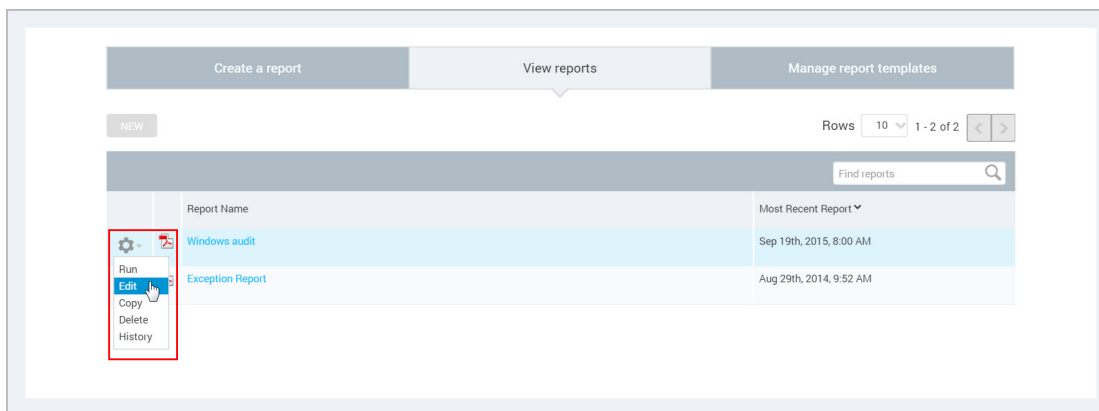 Create a report
View reports
Manage report templates
NEW
Rows 10 1 - 2 of 2
Find reports
Report Name
Most Recent Report
Windows audit
Sep 19th, 2015, 8:00 AM
Run
Edit
Exception Report
Aug 29th, 2014, 9:52 AM
Copy
Delete
History